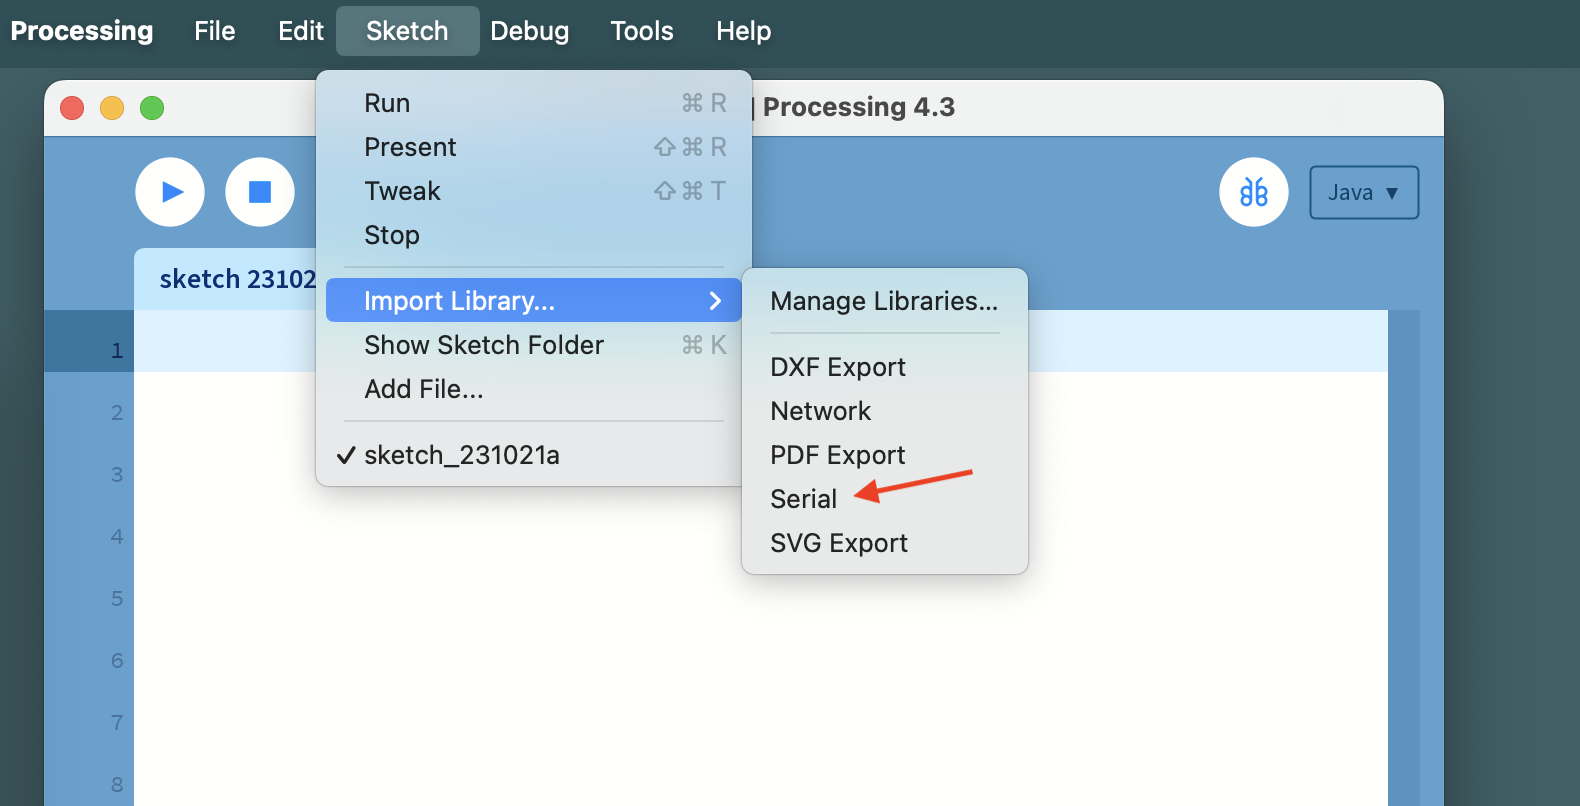 Processing File Edit Sketch Debug Tools Help
Processing 4.3
Run ⌘ R
Present ⇧ ⌘ R
Tweak ⇧ ⌘ T
Stop
Java ▼
sketch 23102
Import Library... >
Show Sketch Folder ⌘ K
Add File...
✓ sketch_231021a
Manage Libraries...
DXF Export
Network
PDF Export
Serial
SVG Export
1
2
3
4
5
6
7
8